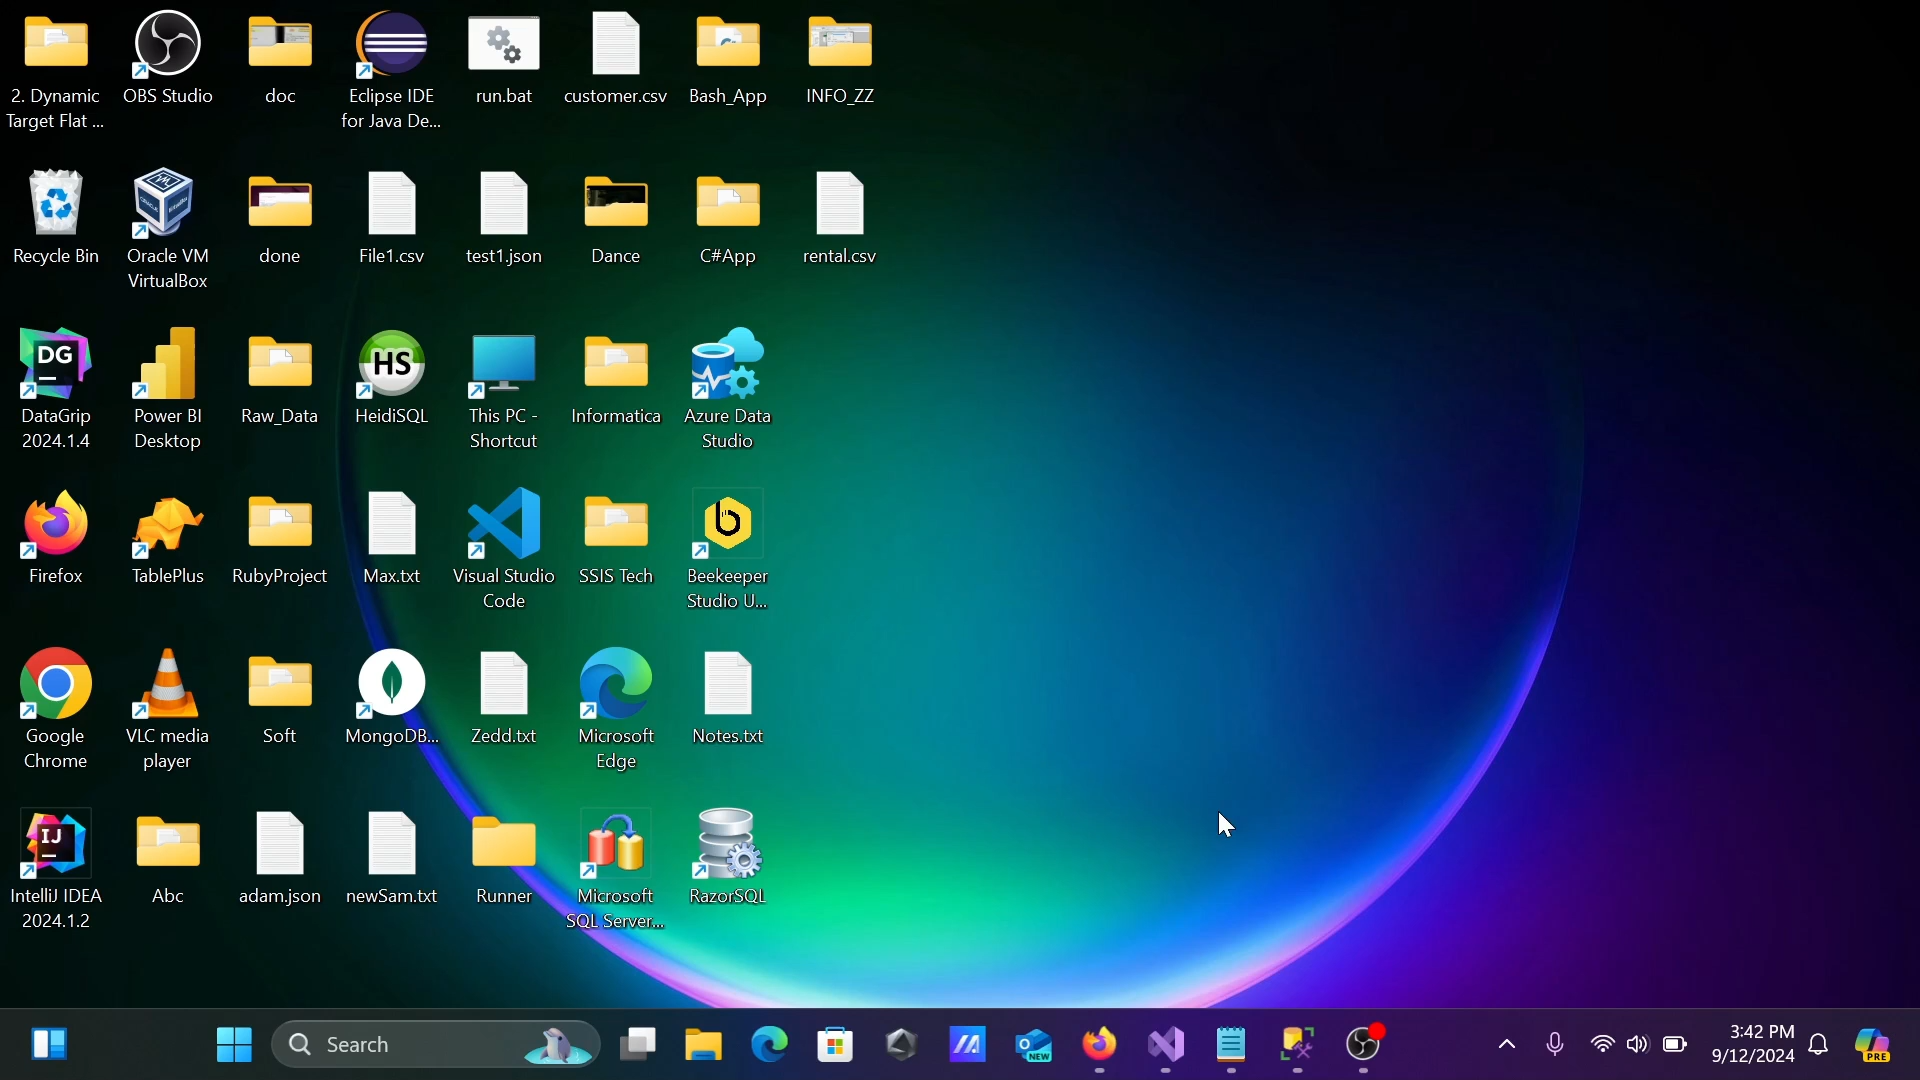 2. Dynamic
Target Flat ...
OBS Studio
doc
Eclipse IDE
for Java De...
run.bat
customer.csv
Bash_App
INFO_ZZ
Recycle Bin
Oracle VM
VirtualBox
done
File1.csv
test1.json
Dance
C#App
rental.csv
DG
DataGrip
2024.1.4
Power BI
Desktop
Raw_Data
HS
HeidiSQL
This PC -
Shortcut
Informatica
Azure Data
Studio
Firefox
TablePlus
RubyProject
Max.txt
Visual Studio
Code
SSIS Tech
b
Beekeeper
Studio U...
Google
Chrome
VLC media
player
Soft
MongoDB...
Zedd.txt
Microsoft
Edge
Notes.txt
IJ
IntelliJ IDEA
2024.1.2
Abc
adam.json
newSam.txt
Runner
Microsoft
SQL Server...
RazorSQL
Search
NEW
3:42 PM
9/12/2024
PRE